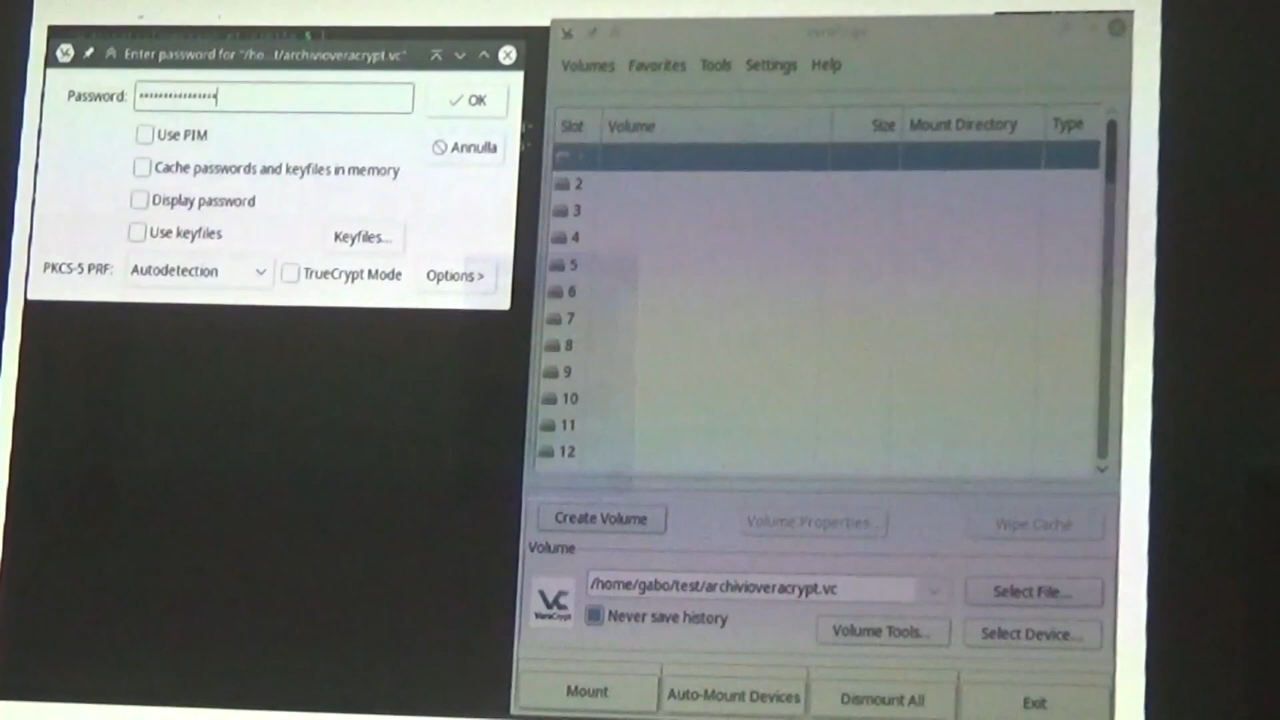 Enter password for "/ho...t/archivioveracrypt.vc"
Password: ****************
OK
Use PIM
Annulla
Cache passwords and keyfiles in memory
Display password
Use keyfiles
Keyfiles...
PKCS-5 PRF: Autodetection
TrueCrypt Mode
Options >
Volumes Favorites Tools Settings Help
Slot Volume Size Mount Directory Type
2
3
4
5
6
7
8
9
10
11
12
Create Volume Volume Properties... Wipe Cache
Volume
/home/gabo/test/archivioveracrypt.vc
Select File...
VC
VeraCrypt
Never save history
Volume Tools...
Select Device...
Mount Auto-Mount Devices Dismount All Exit